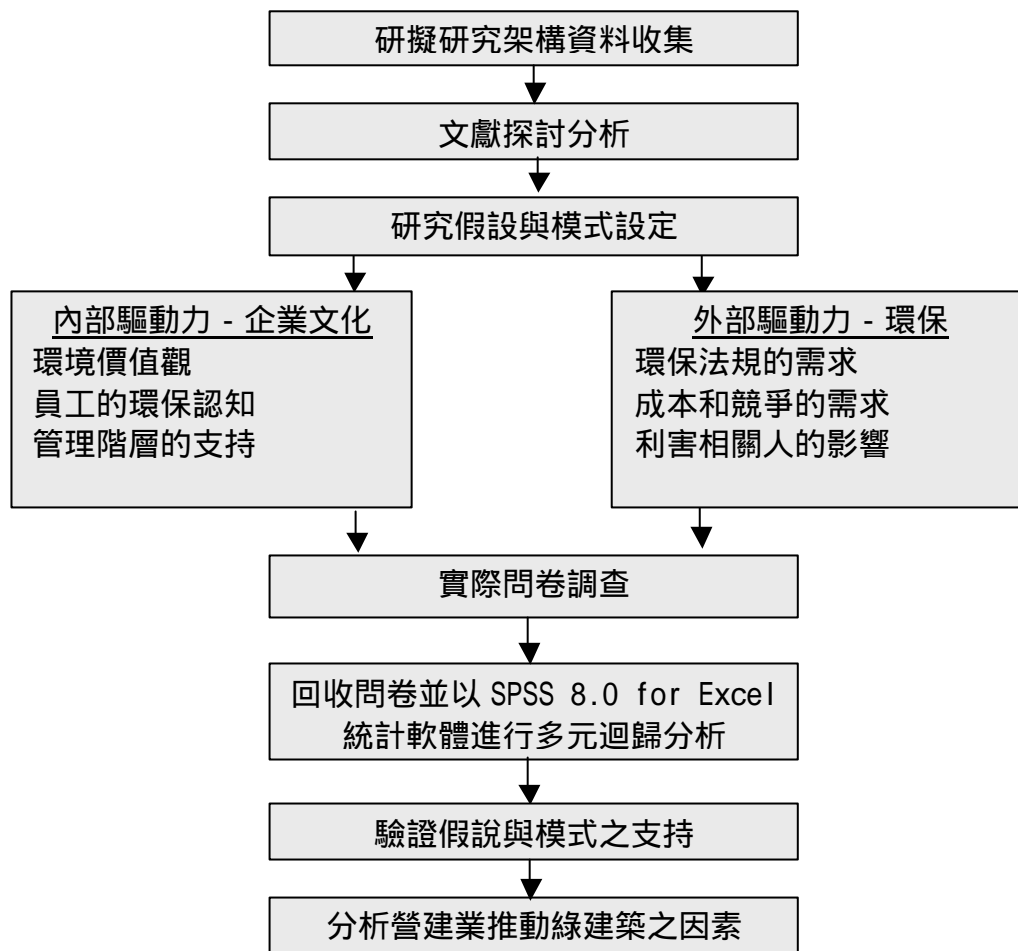 研擬研究架構資料收集
文獻探討分析
研究假設與模式設定
內部驅動力 - 企業文化
環境價值觀
員工的環保認知
管理階層的支持
外部驅動力 - 環保
環保法規的需求
成本和競爭的需求
利害相關人的影響
實際問卷調查
回收問卷並以 SPSS 8.0 for Excel
統計軟體進行多元迴歸分析
驗證假說與模式之支持
分析營建業推動綠建築之因素